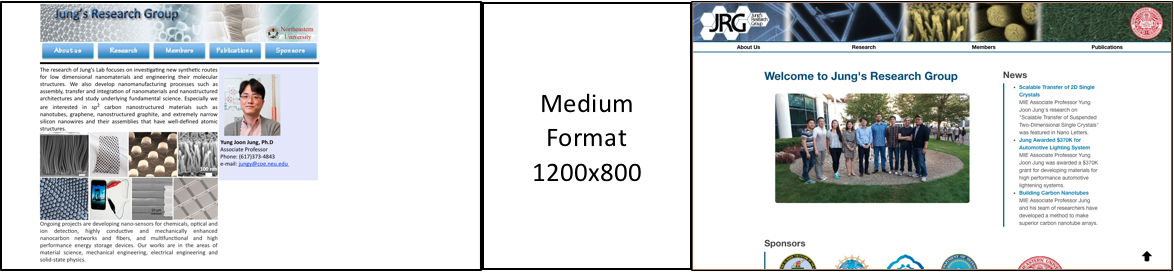 Jung's Research Group
Northeastern
University
About us
Research
Members
Publications
Sponsors
The research of Jung's Lab focuses on investigating new synthetic routes
for low dimensional nanomaterials and engineering their molecular
structures. We also develop nanomanufacturing processes such as
assembly, transfer and integration of nanomaterials and nanostructured
architectures and study underlying fundamental science. Especially we
are interested in sp2 carbon nanostructured materials such as
nanotubes, graphene, nanostructured graphite, and extremely narrow
silicon nanowires and their assemblies that have well-defined atomic
structures.
Yung Joon Jung, Ph.D
Associate Professor
Phone: (617)373-4843
e-mail: jungy@coe.neu.edu
100 nm
Ongoing projects are developing nano-sensors for chemicals, optical and
ion detection, highly conductive and mechanically enhanced
nanocarbon networks and fibers, and multifunctional and high
performance energy storage devices. Our works are in the areas of
material science, mechanical engineering, electrical engineering and
solid-state physics.
Medium
Format
1200x800
JRG
Jung's
Research
Group
About Us
Research
Members
Publications
Welcome to Jung's Research Group
News
Scalable Transfer of 2D Single
Crystals
MIE Associate Professor Yung
Joon Jung's research on
"Scalable Transfer of Suspended
Two-Dimensional Single Crystals"
was featured in Nano Letters.
Jung Awarded $370K for
Automotive Lighting System
MIE Associate Professor Yung
Joon Jung was awarded a $370K
grant for developing materials for
high performance automotive
lightening systems.
Building Carbon Nanotubes
MIE Associate Professor Jung
and his team of researchers have
developed a method to make
superior carbon nanotube arrays.
Sponsors